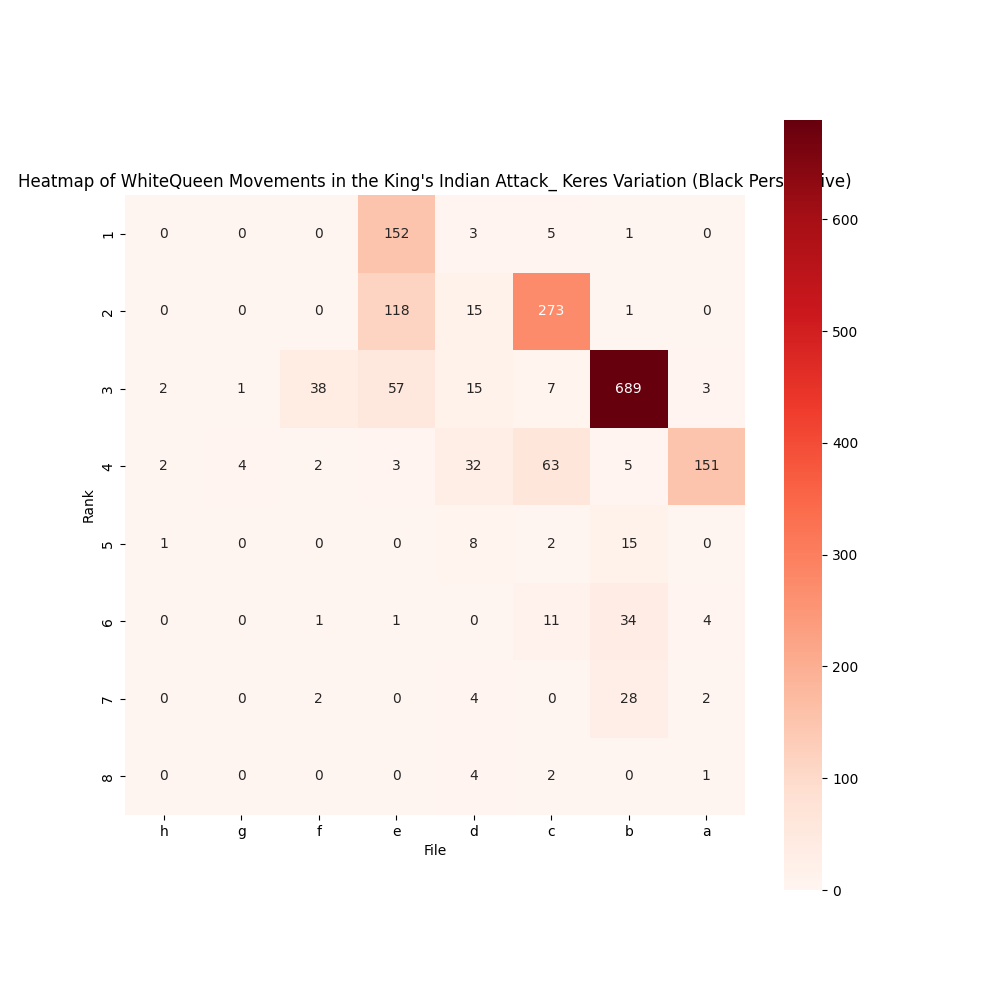 Heatmap of WhiteQueen Movements in the King's Indian Attack_ Keres Variation (Black Perspective)
600
1 0 0 0 152 3 5 1 0
2 0 0 0 118 15 273 1 0
500
3 2 1 38 57 15 7 689 3
400
4 2 4 2 3 32 63 5 151
Rank
300
5 1 0 0 0 8 2 15 0
6 0 0 1 1 0 11 34 4
200
7 0 0 2 0 4 0 28 2
8 0 0 0 0 4 2 0 1
100
h g f e d c b a
File
0